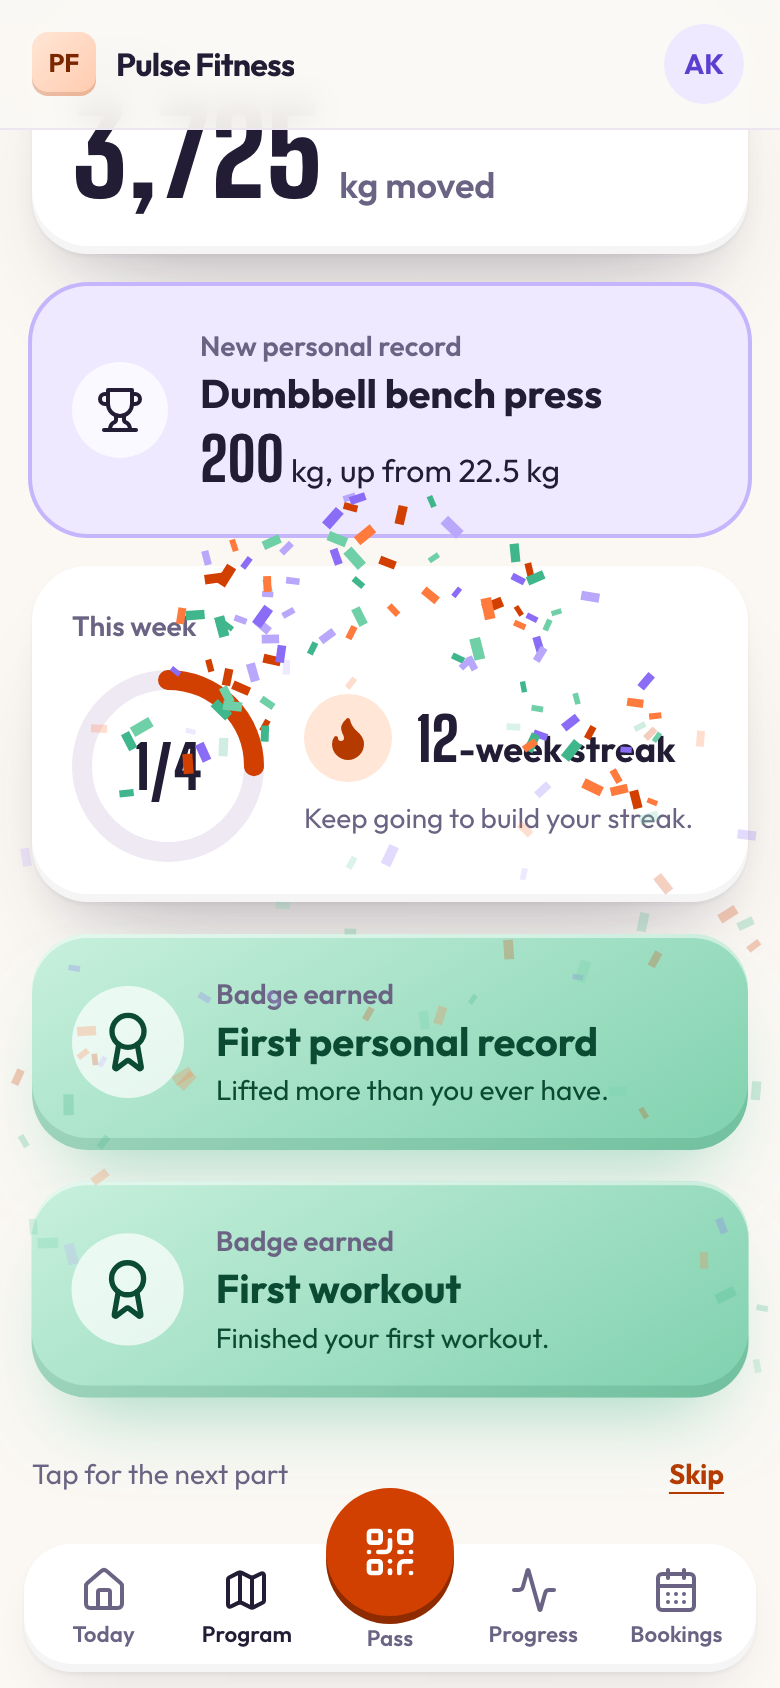 PF
Pulse Fitness
AK
3,725 kg moved
New personal record
Dumbbell bench press
200 kg, up from 22.5 kg
This week
1/4
12-week streak
Keep going to build your streak.
Badge earned
First personal record
Lifted more than you ever have.
Badge earned
First workout
Finished your first workout.
Tap for the next part
Skip
Today
Program
Pass
Progress
Bookings